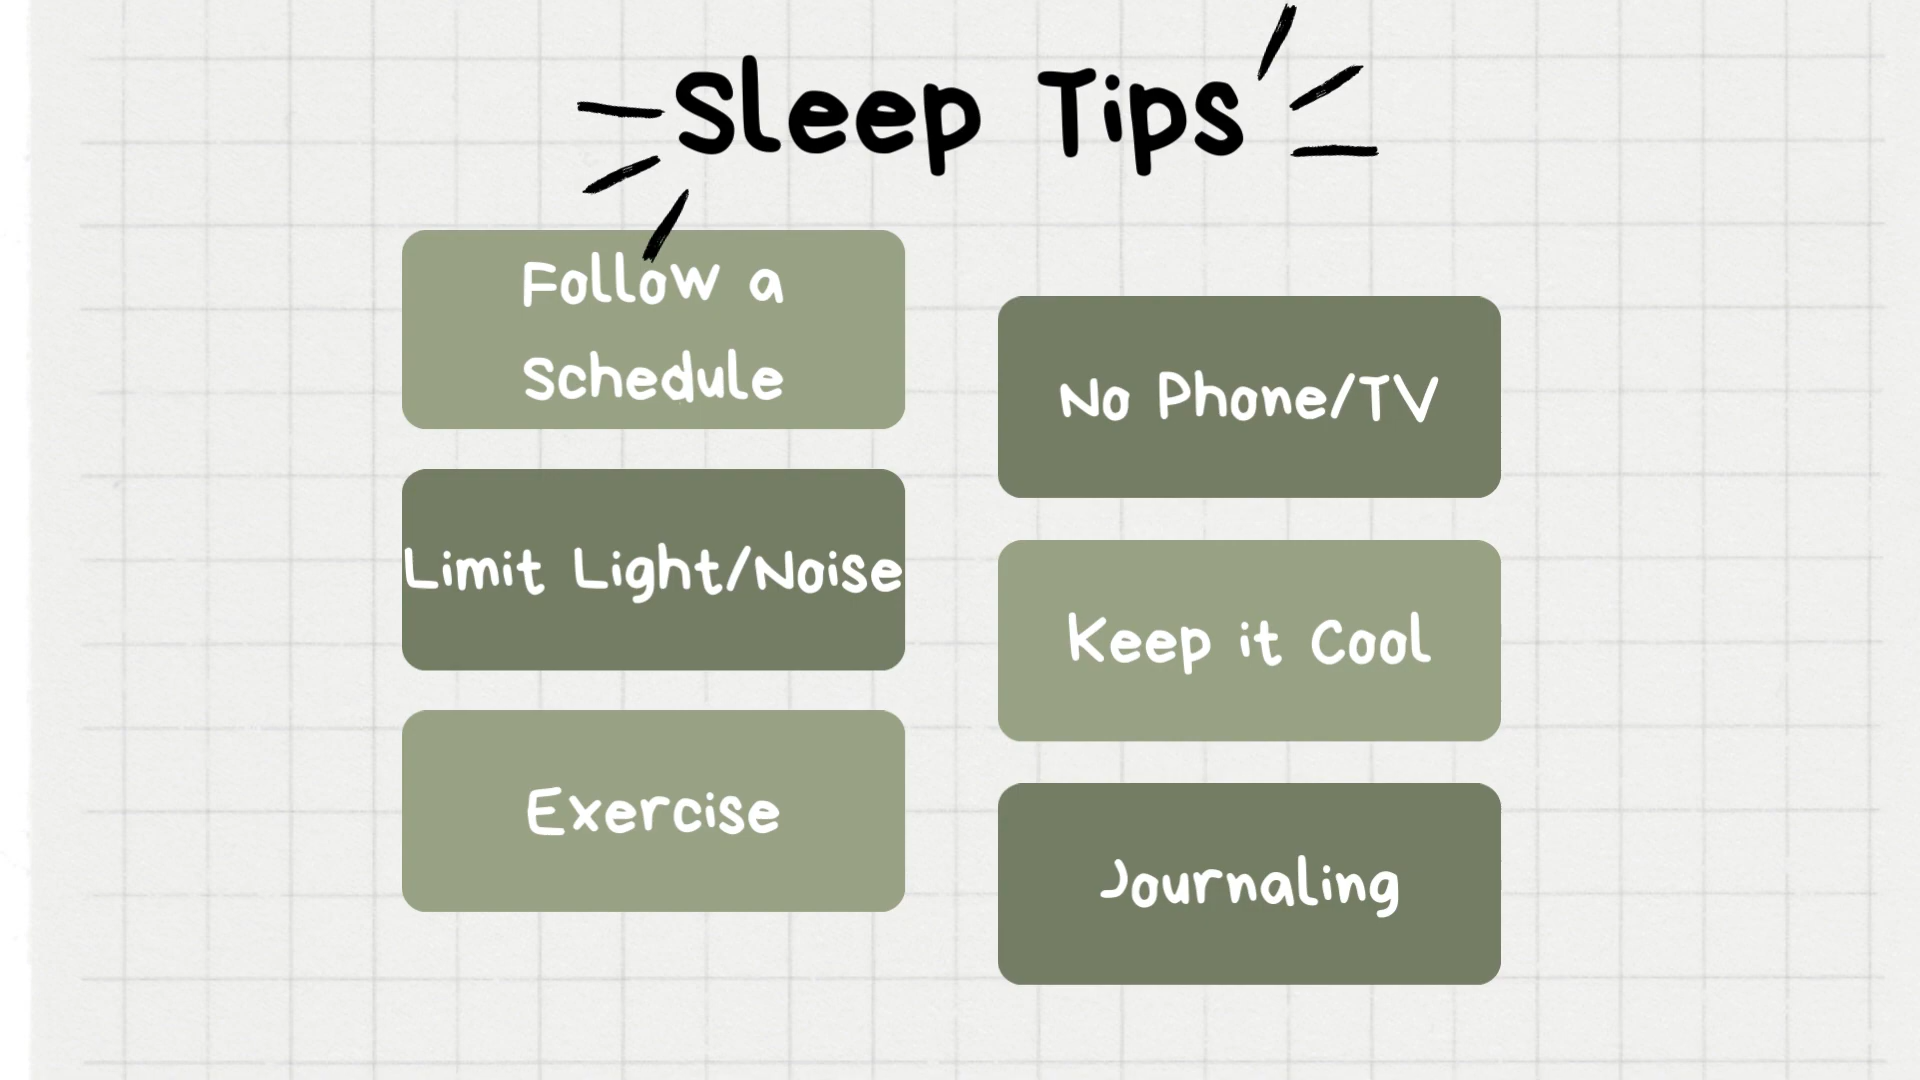 Sleep Tips
Follow a
Schedule
Limit Light/Noise
Exercise
No Phone/TV
Keep it Cool
Journaling